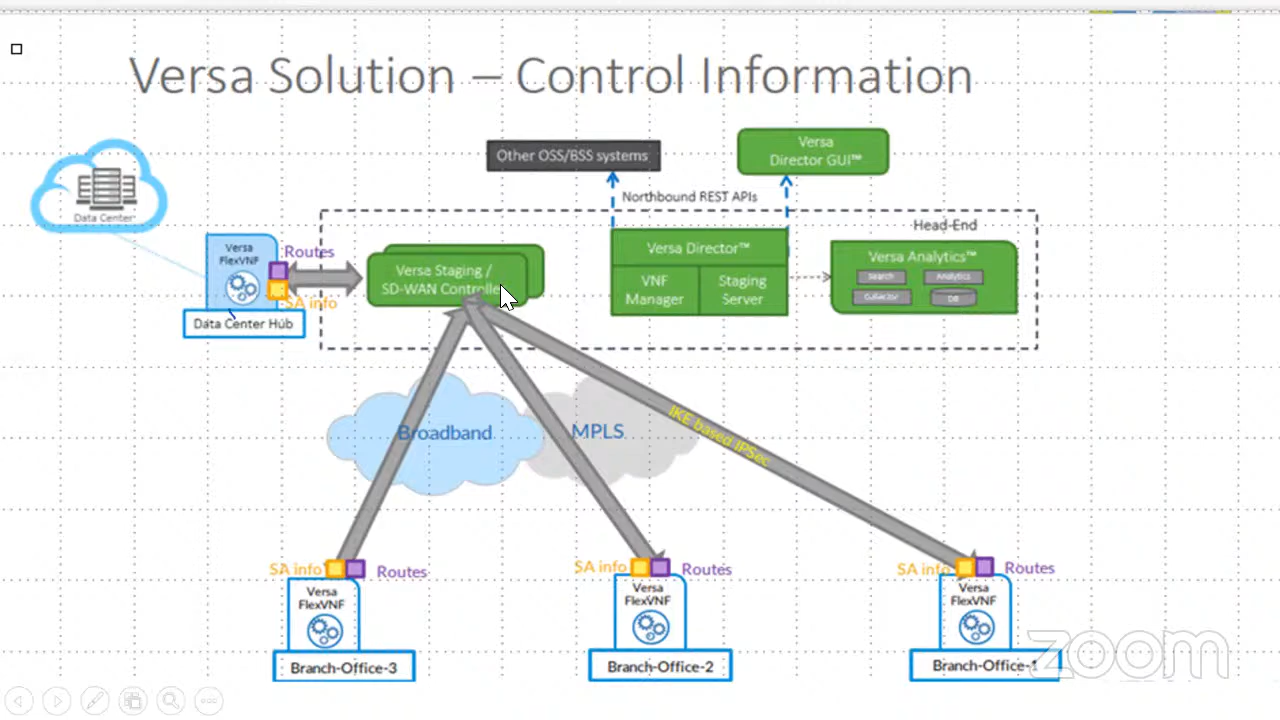 Versa Solution – Control Information
Other OSS/BSS systems
Versa
Director GUI™
Northbound REST APIs
Data Center
Head-End
Versa
FlexVNF
Routes
SA info
Data Center Hub
Versa Staging /
SD-WAN Controlle
Versa Director™
VNF
Manager
Staging
Server
Versa Analytics™
Search
Analytics
Collector
DB
Broadband
MPLS
IKE based IPSec
SA info
Routes
Versa
FlexVNF
Branch-Office-3
SA info
Routes
Versa
FlexVNF
Branch-Office-2
SA info
Routes
Versa
FlexVNF
Branch-Office-1
zoom